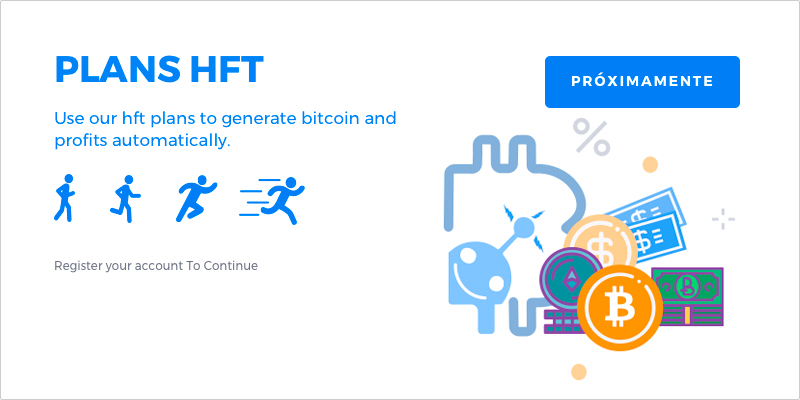 PLANS HFT
PRÓXIMAMENTE
Use our hft plans to generate bitcoin and
profits automatically.
Register your account To Continue